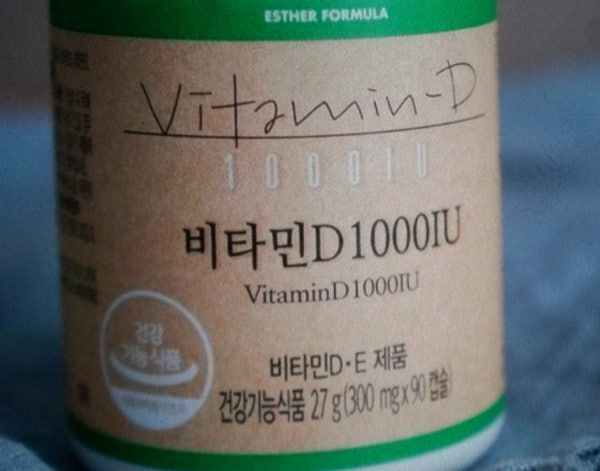 ESTHER FORMULA
Vitamin-D
1000IU
비타민D1000IU
VitaminD1000IU
건강
기능식품
비타민D·E 제품
건강기능식품 27 g(300 mg x 90 캡슐)